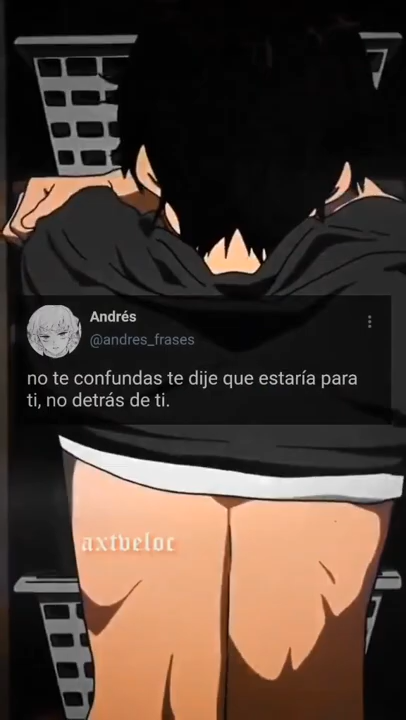 Andrés
@andres_frases
no te confundas te dije que estaría para
ti, no detrás de ti.
axtveloc